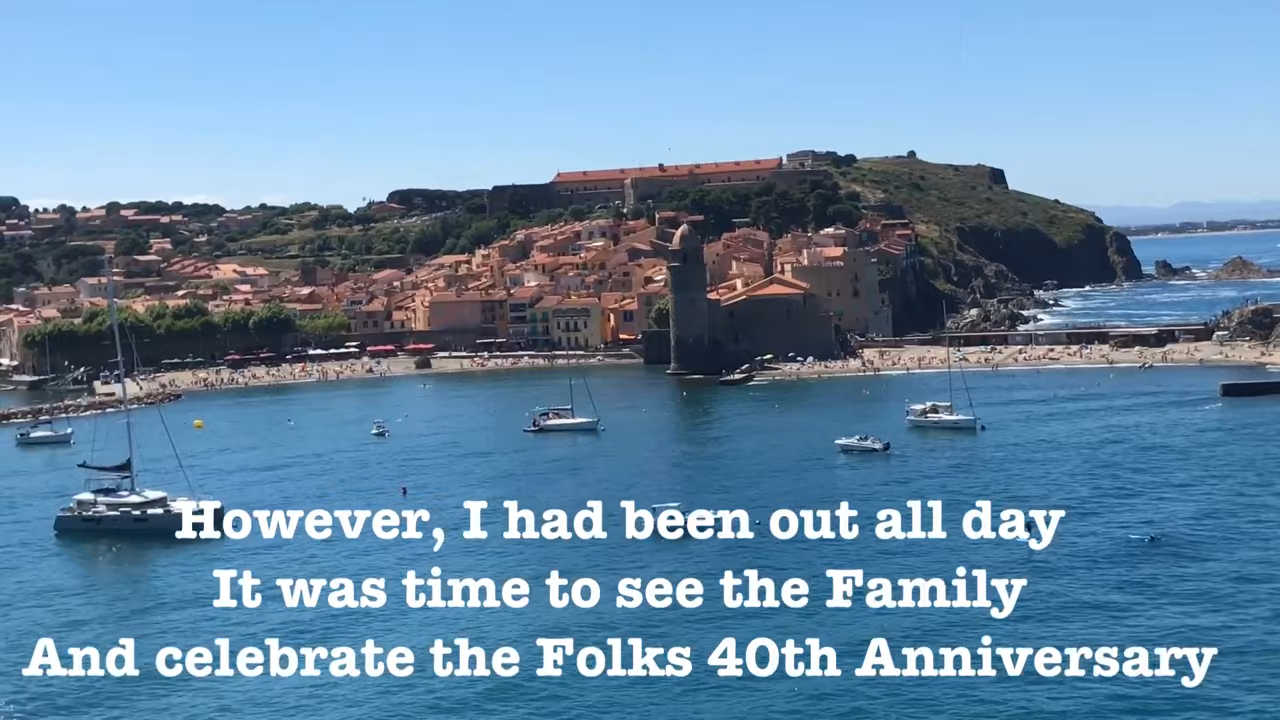 However, I had been out all day
It was time to see the Family
And celebrate the Folks 40th Anniversary